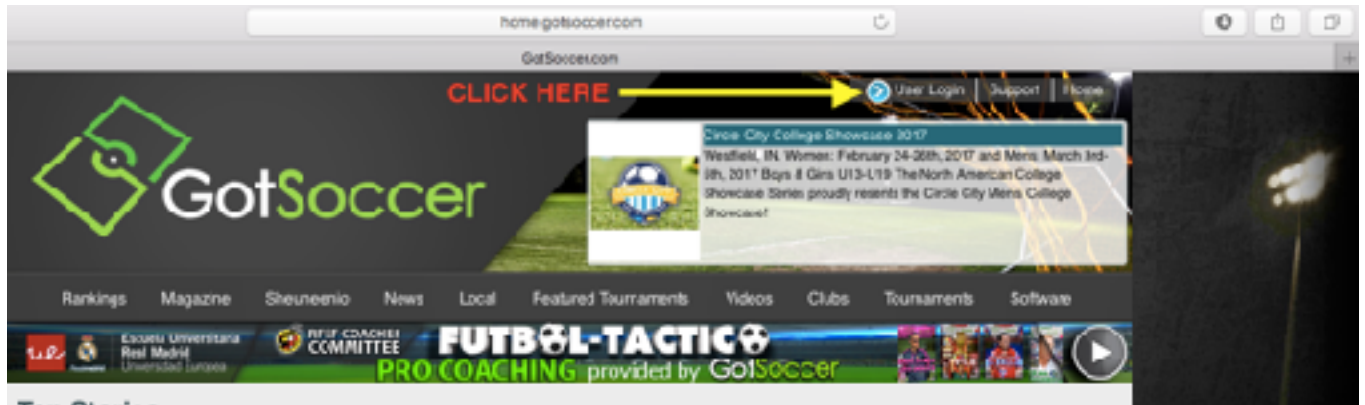 home.gotsoccer.com
GotSoccer.com
CLICK HERE
User Login | Support | Home
GotSoccer
Circle City College Showcase 2017
Westfield, IN. Women: February 24-26th, 2017 and Mens: March 3rd-
5th, 2017 Boys & Girls U13-U19 The North American College
Showcase Series proudly resents the Circle City Mens College
Showcase!
Rankings Magazine Sheuneenio News Local Featured Tournaments Videos Clubs Tournaments Software
Escuela Universitaria
Real Madrid
Universidad Europea
COMMITTEE
FUTBOL-TACTICO
PRO COACHING provided by GotSoccer
Top Stories